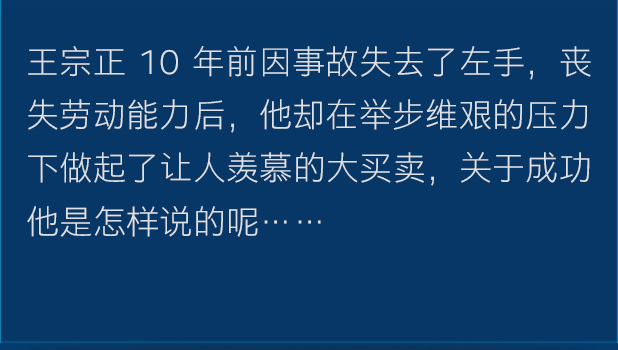 王宗正 10 年前因事故失去了左手，丧
失劳动能力后，他却在举步维艰的压力
下做起了让人羡慕的大买卖，关于成功
他是怎样说的呢……